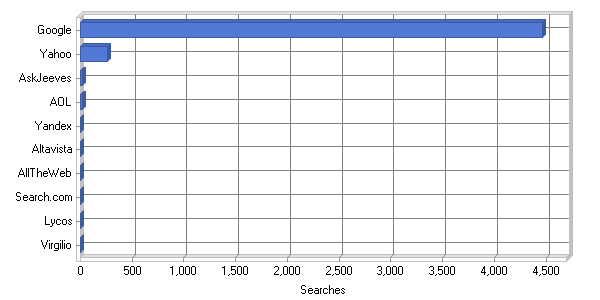 Google
Yahoo
AskJeeves
AOL
Yandex
Altavista
AllTheWeb
Search.com
Lycos
Virgilio
0 500 1,000 1,500 2,000 2,500 3,000 3,500 4,000 4,500
Searches